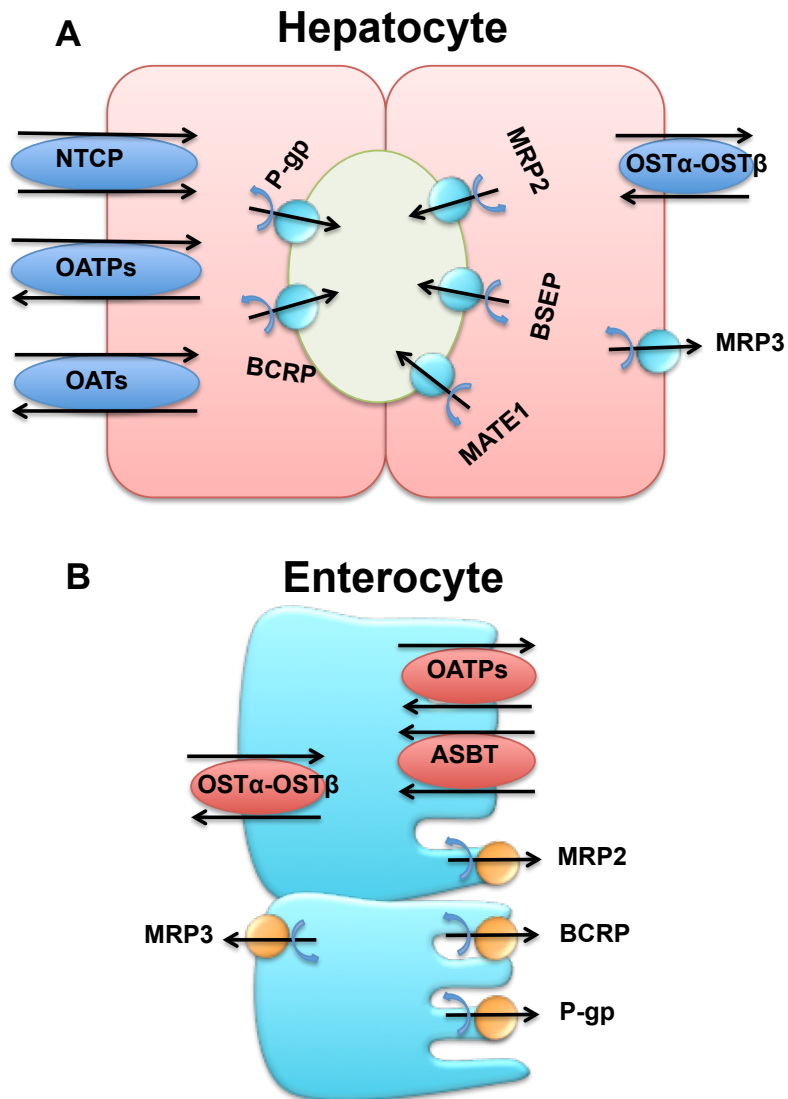 A
Hepatocyte
NTCP
P-gp
MRP2
OSTα-OSTβ
OATPs
BSEP
MRP3
OATs
BCRP
MATE1
B
Enterocyte
OATPs
ASBT
OSTα-OSTβ
MRP2
MRP3
BCRP
P-gp